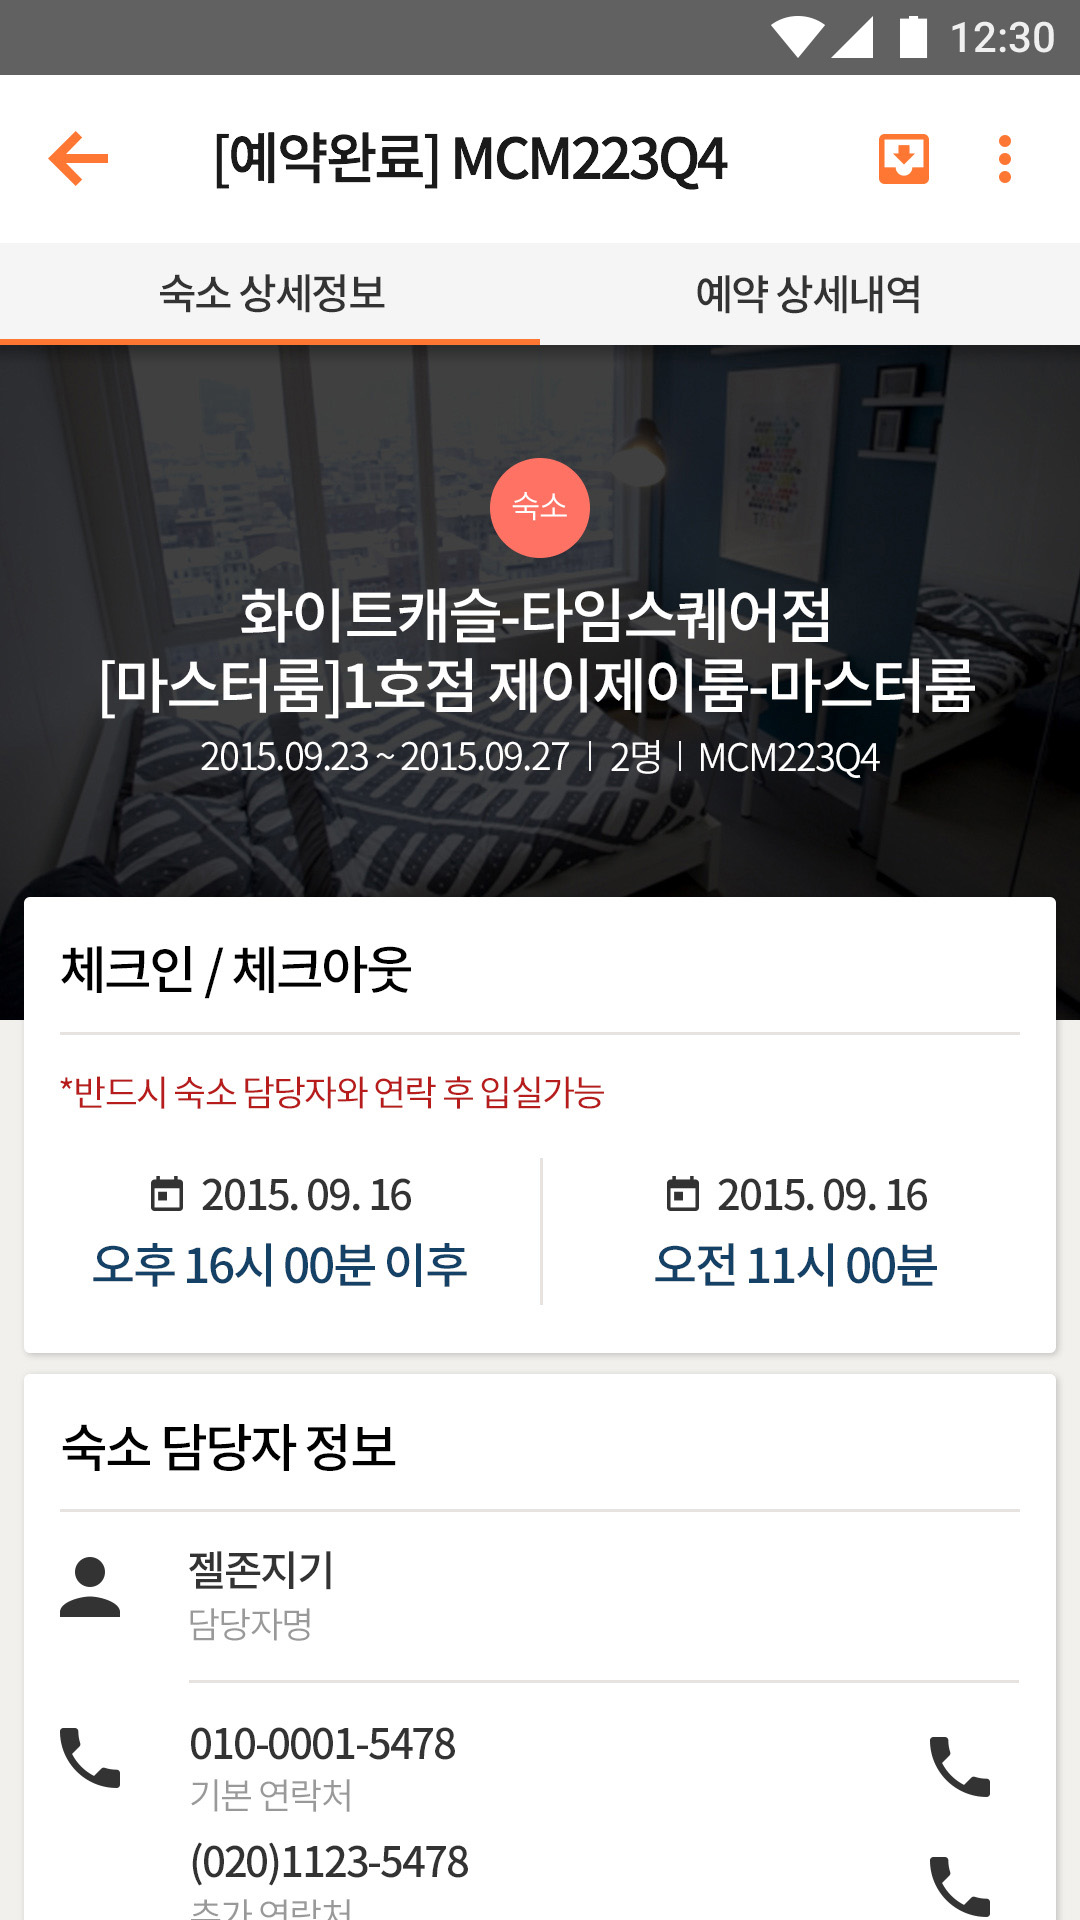 12:30
[예약완료] MCM223Q4
숙소 상세정보
예약 상세내역
숙소
화이트캐슬-타임스퀘어점
[마스터룸]1호점 제이제이룸-마스터룸
2015.09.23 ~ 2015.09.27 | 2명 | MCM223Q4
체크인 / 체크아웃
*반드시 숙소 담당자와 연락 후 입실가능
2015. 09. 16
오후 16시 00분 이후
2015. 09. 16
오전 11시 00분
숙소 담당자 정보
젤존지기
담당자명
010-0001-5478
기본 연락처
(020)1123-5478
추가 연락처